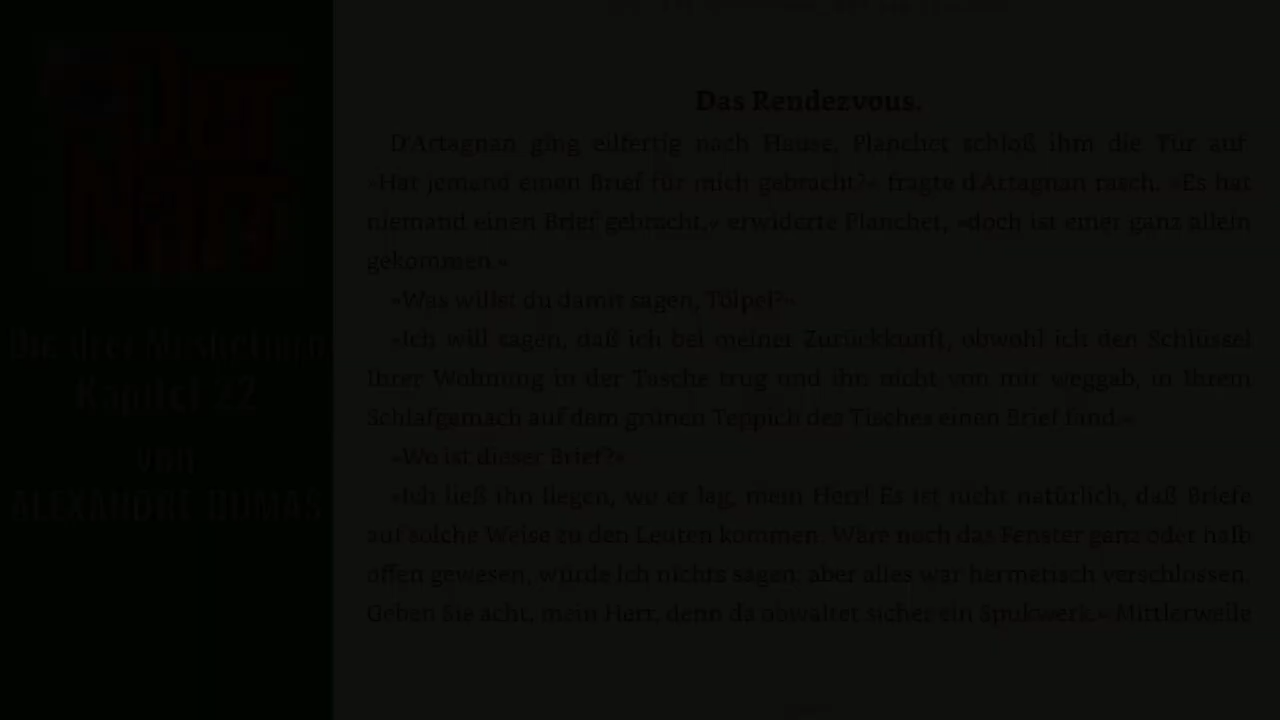 Der
Narr
Die drei Musketiere
Kapitel 22
von
ALEXANDRE DUMAS
Das Rendezvous.
D'Artagnan ging eilfertig nach Hause. Planchet schloß ihm die Tür auf.
»Hat jemand einen Brief für mich gebracht?« fragte d'Artagnan rasch. »Es hat
niemand einen Brief gebracht,« erwiderte Planchet, »doch ist einer ganz allein
gekommen.«
»Was willst du damit sagen, Tölpel?«
»Ich will sagen, daß ich bei meiner Zurückkunft, obwohl ich den Schlüssel
Ihrer Wohnung in der Tasche trug und ihn nicht von mir weggab, in Ihrem
Schlafgemach auf dem grünen Teppich des Tisches einen Brief fand.«
»Wo ist dieser Brief?«
»Ich ließ ihn liegen, wo er lag, mein Herr! Es ist nicht natürlich, daß Briefe
auf solche Weise zu den Leuten kommen. Wäre noch das Fenster ganz oder halb
offen gewesen, würde ich nichts sagen; aber alles war hermetisch verschlossen.
Geben Sie acht, mein Herr, denn da obwaltet sicher ein Spukwerk.« Mittlerweile